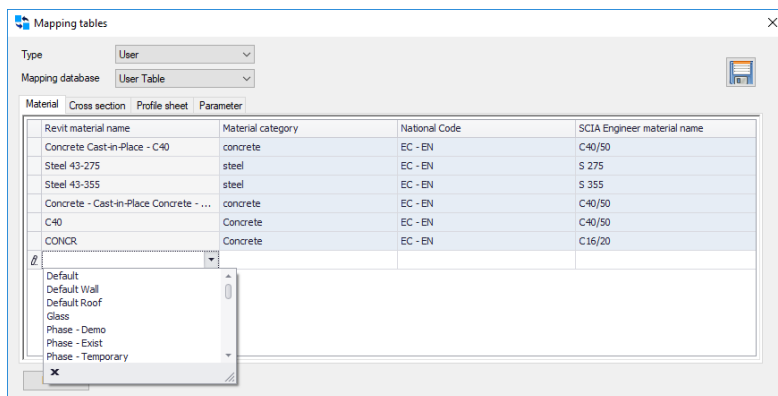 Mapping tables
Type User
Mapping database User Table
Material Cross section Profile sheet Parameter
Revit material name Material category National Code SCIA Engineer material name
Concrete Cast-in-Place - C40 concrete EC - EN C40/50
Steel 43-275 steel EC - EN S 275
Steel 43-355 steel EC - EN S 355
Concrete - Cast-in-Place Concrete - ... concrete EC - EN C40/50
C40 Concrete EC - EN C40/50
CONCR Concrete EC - EN C16/20
Default
Default Wall
Default Roof
Glass
Phase - Demo
Phase - Exist
Phase - Temporary